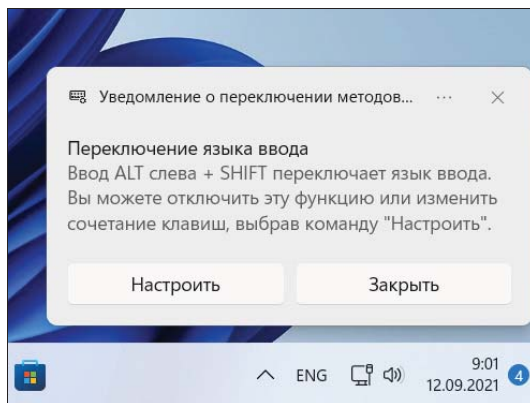 Уведомление о переключении методов...
Переключение языка ввода
Ввод ALT слева + SHIFT переключает язык ввода.
Вы можете отключить эту функцию или изменить
сочетание клавиш, выбрав команду "Настроить".
Настроить Закрыть
ENG 9:01 4
12.09.2021